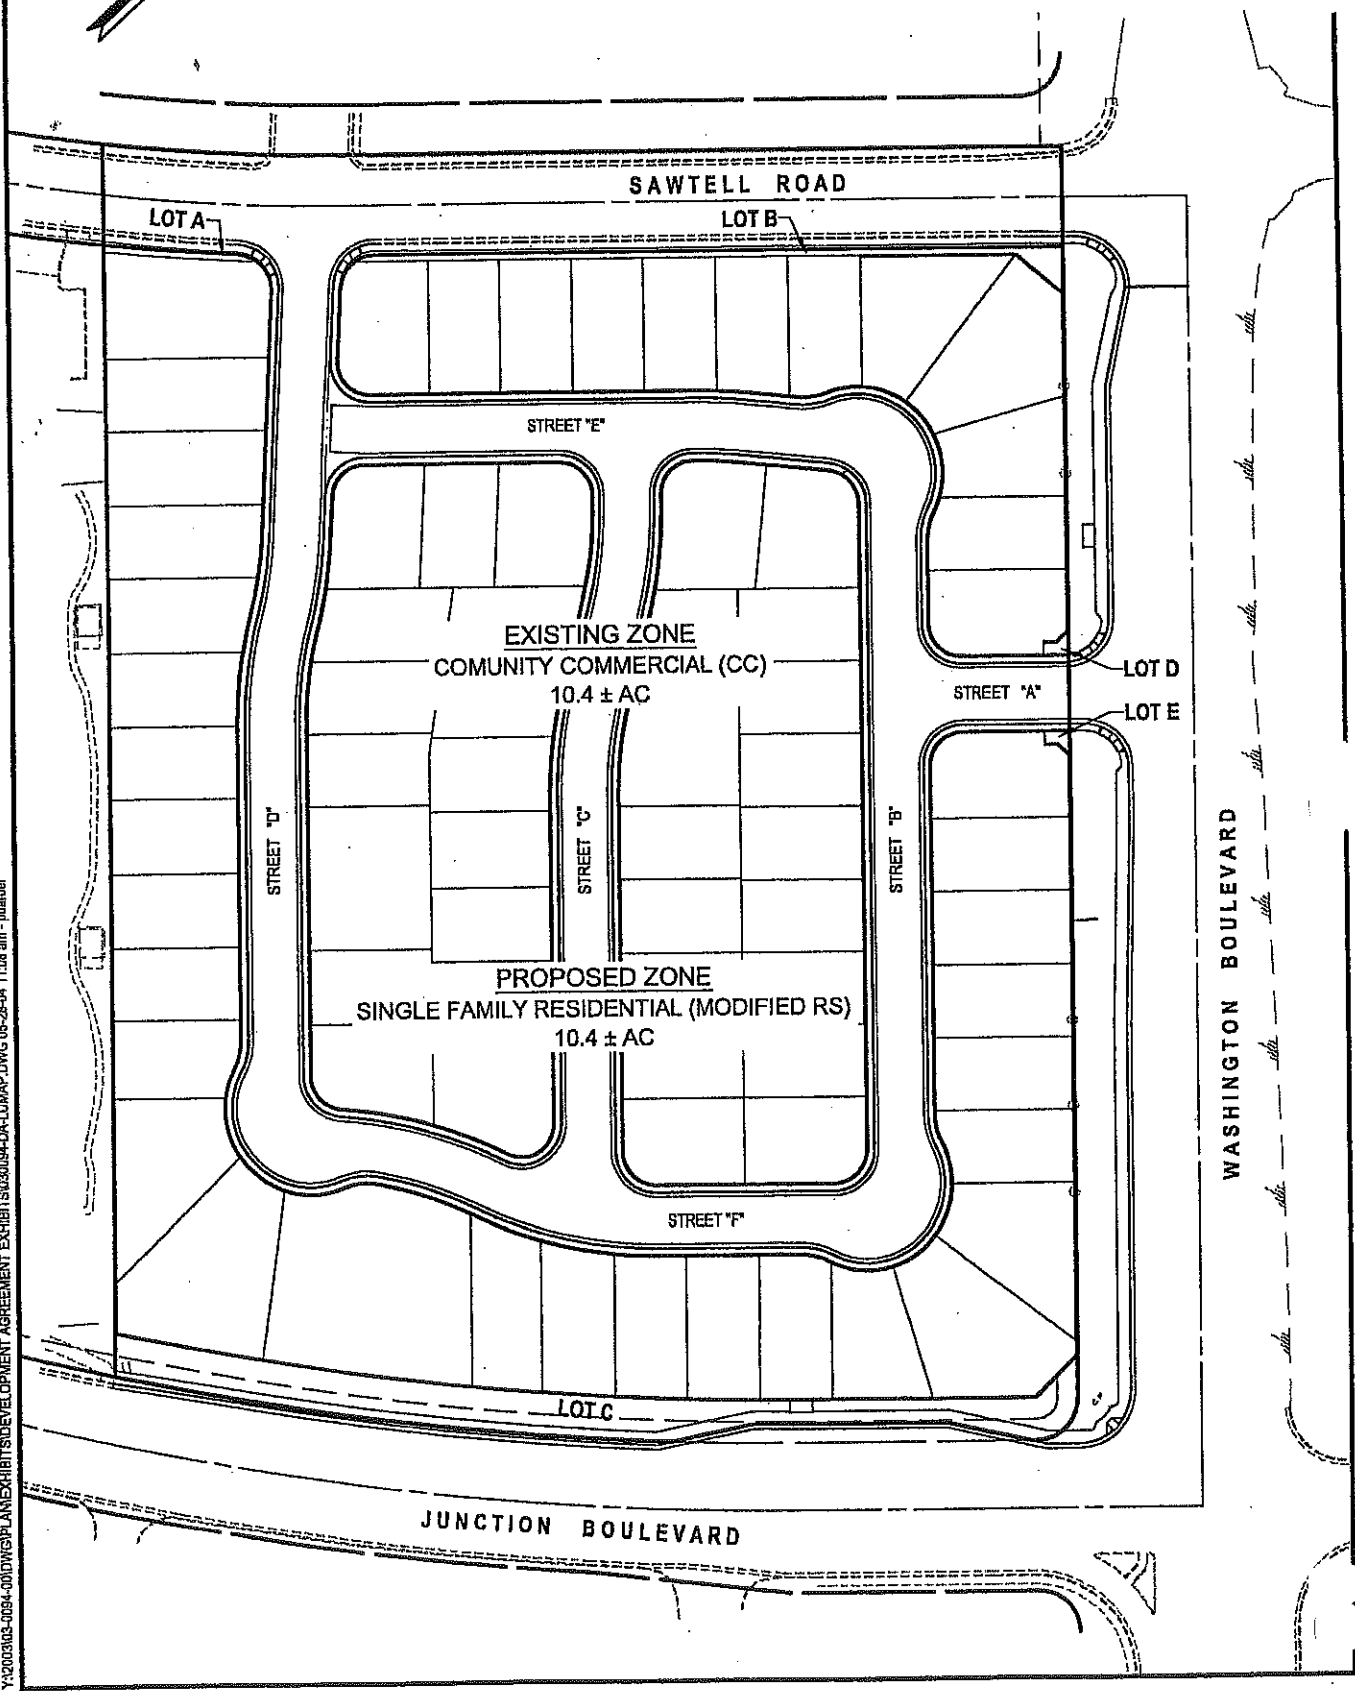 SAWTELL ROAD
LOT A
LOT B
STREET "E"
EXISTING ZONE
COMUNITY COMMERCIAL (CC)
10.4 ± AC
STREET "A"
LOT D
LOT E
STREET "D"
STREET "C"
STREET "B"
WASHINGTON BOULEVARD
PROPOSED ZONE
SINGLE FAMILY RESIDENTIAL (MODIFIED RS)
10.4 ± AC
STREET "F"
LOT C
JUNCTION BOULEVARD